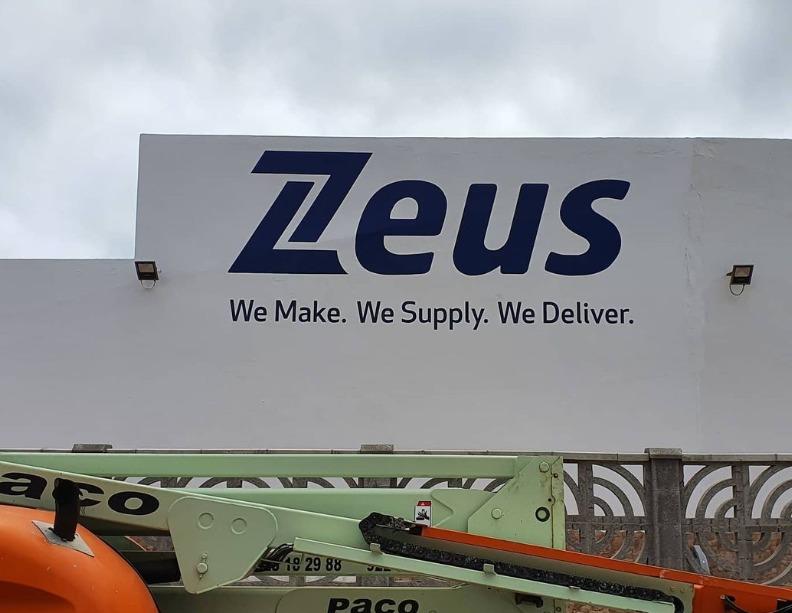 Zeus
We Make. We Supply. We Deliver.
paco
18 29 88
paco